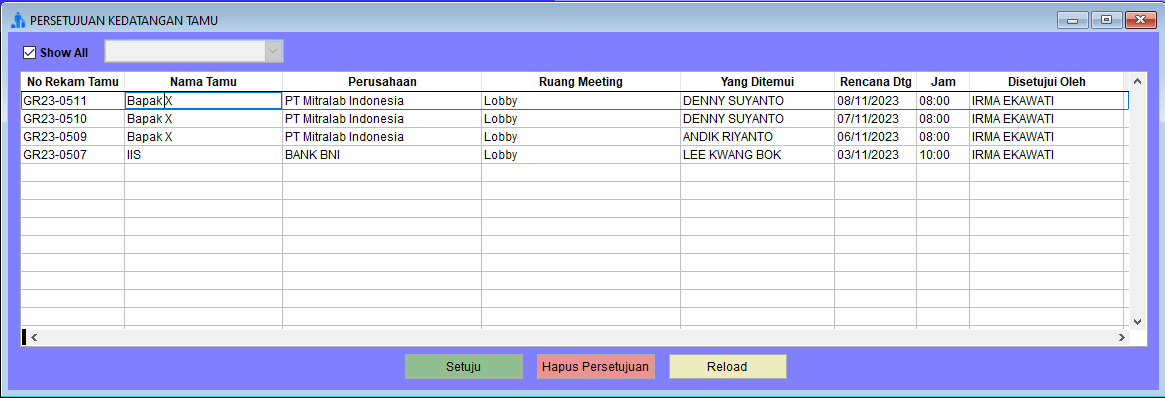 PERSETUJUAN KEDATANGAN TAMU
Show All
No Rekam Tamu Nama Tamu Perusahaan Ruang Meeting Yang Ditemui Rencana Dtg Jam Disetujui Oleh
GR23-0511 Bapak X PT Mitralab Indonesia Lobby DENNY SUYANTO 08/11/2023 08:00 IRMA EKAWATI
GR23-0510 Bapak X PT Mitralab Indonesia Lobby DENNY SUYANTO 07/11/2023 08:00 IRMA EKAWATI
GR23-0509 Bapak X PT Mitralab Indonesia Lobby ANDIK RIYANTO 06/11/2023 08:00 IRMA EKAWATI
GR23-0507 IIS BANK BNI Lobby LEE KWANG BOK 03/11/2023 10:00 IRMA EKAWATI
Setuju Hapus Persetujuan Reload